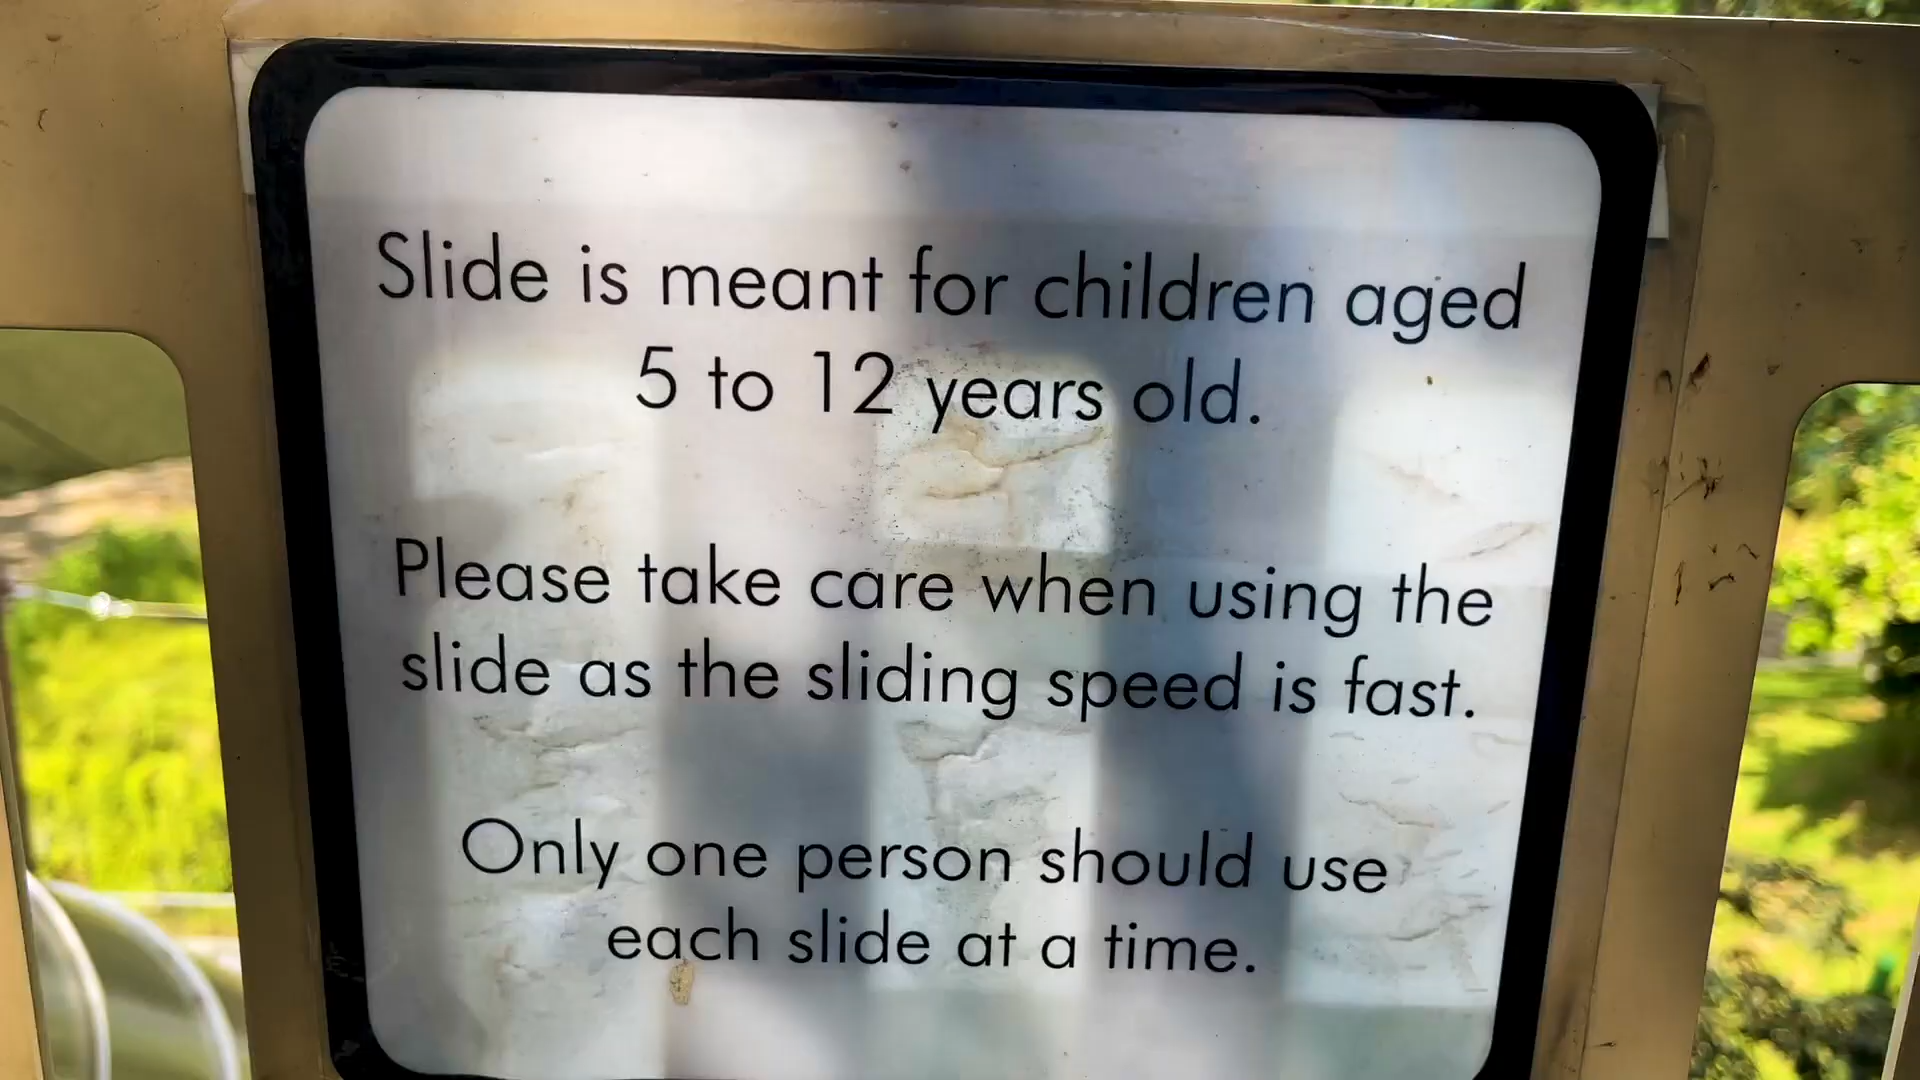 Slide is meant for children aged
5 to 12 years old.
Please take care when using the
slide as the sliding speed is fast.
Only one person should use
each slide at a time.